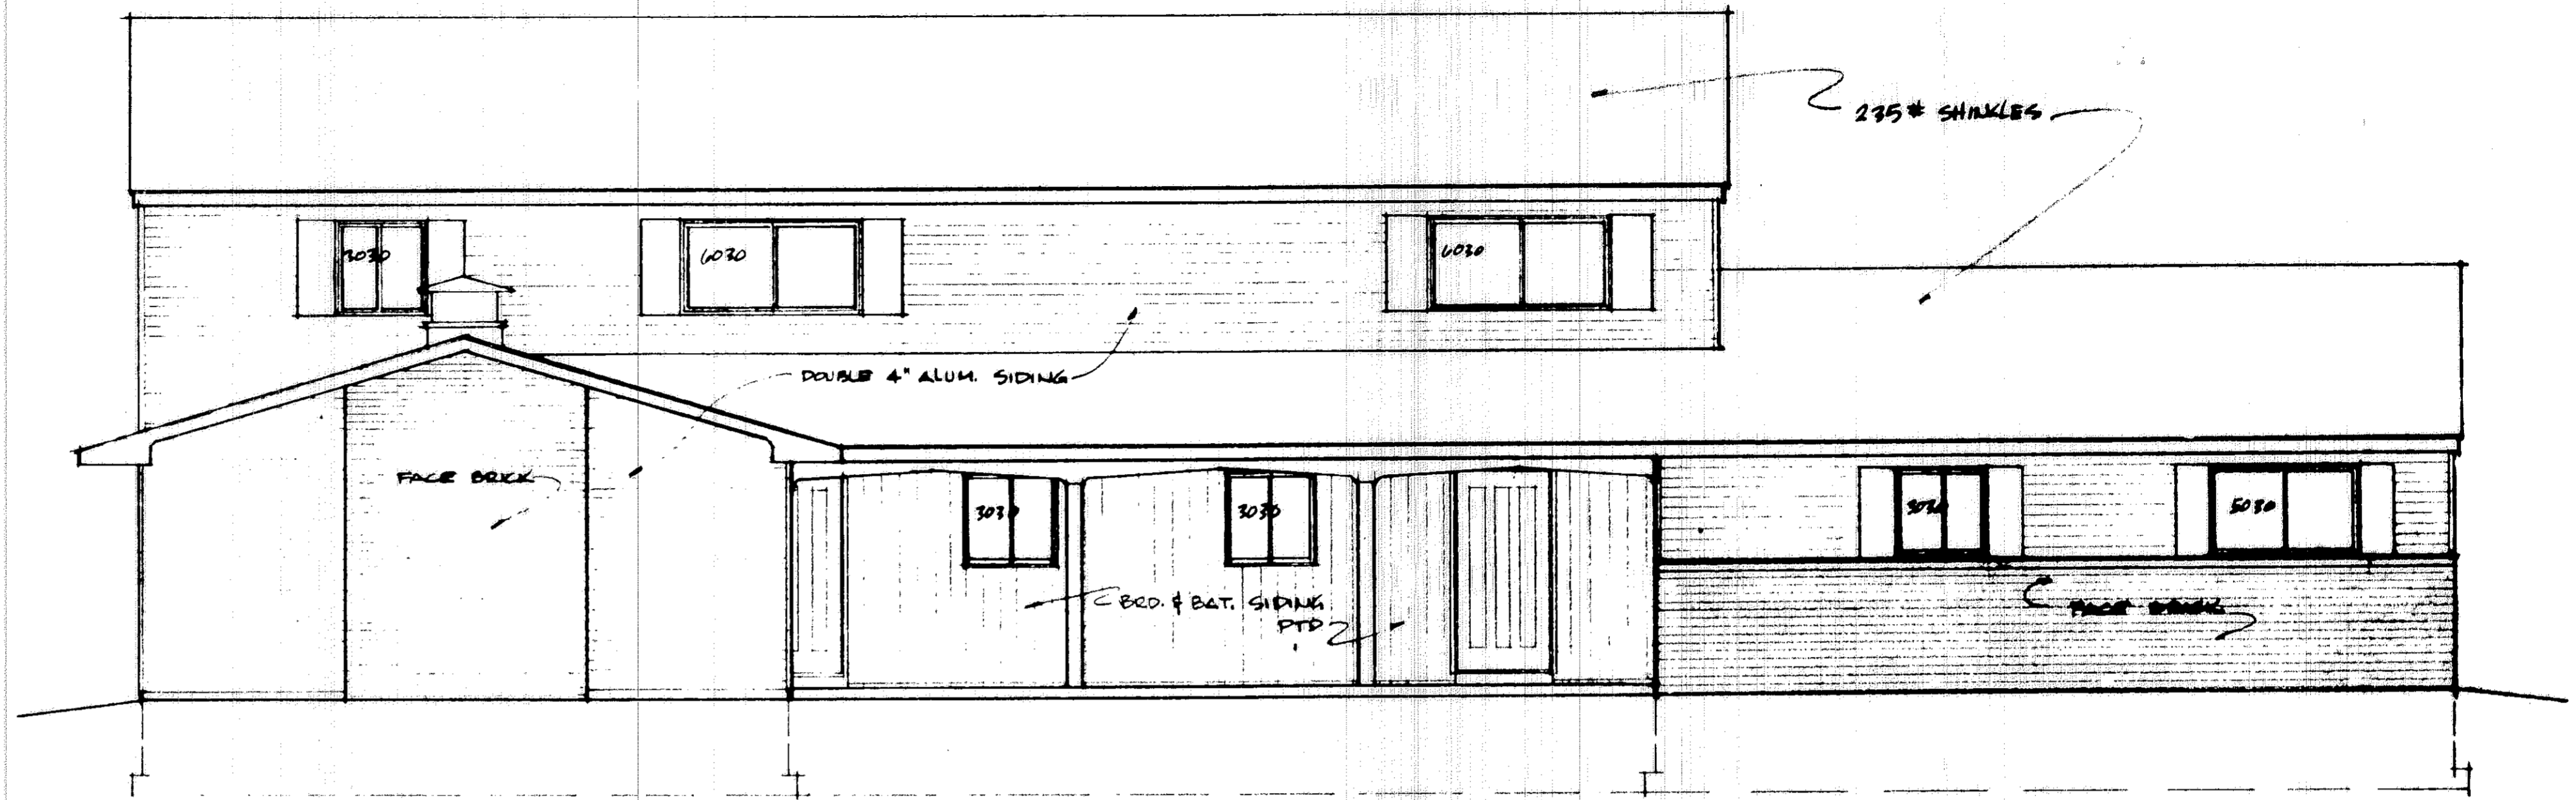 235# SHINKLES
3030
6030
6030
DOUBLE 4" ALUM. SIDING
FACE BRICK
3030
3030
3030
5030
BRD. & BAT. SIDING
PTD
FACE BRICK